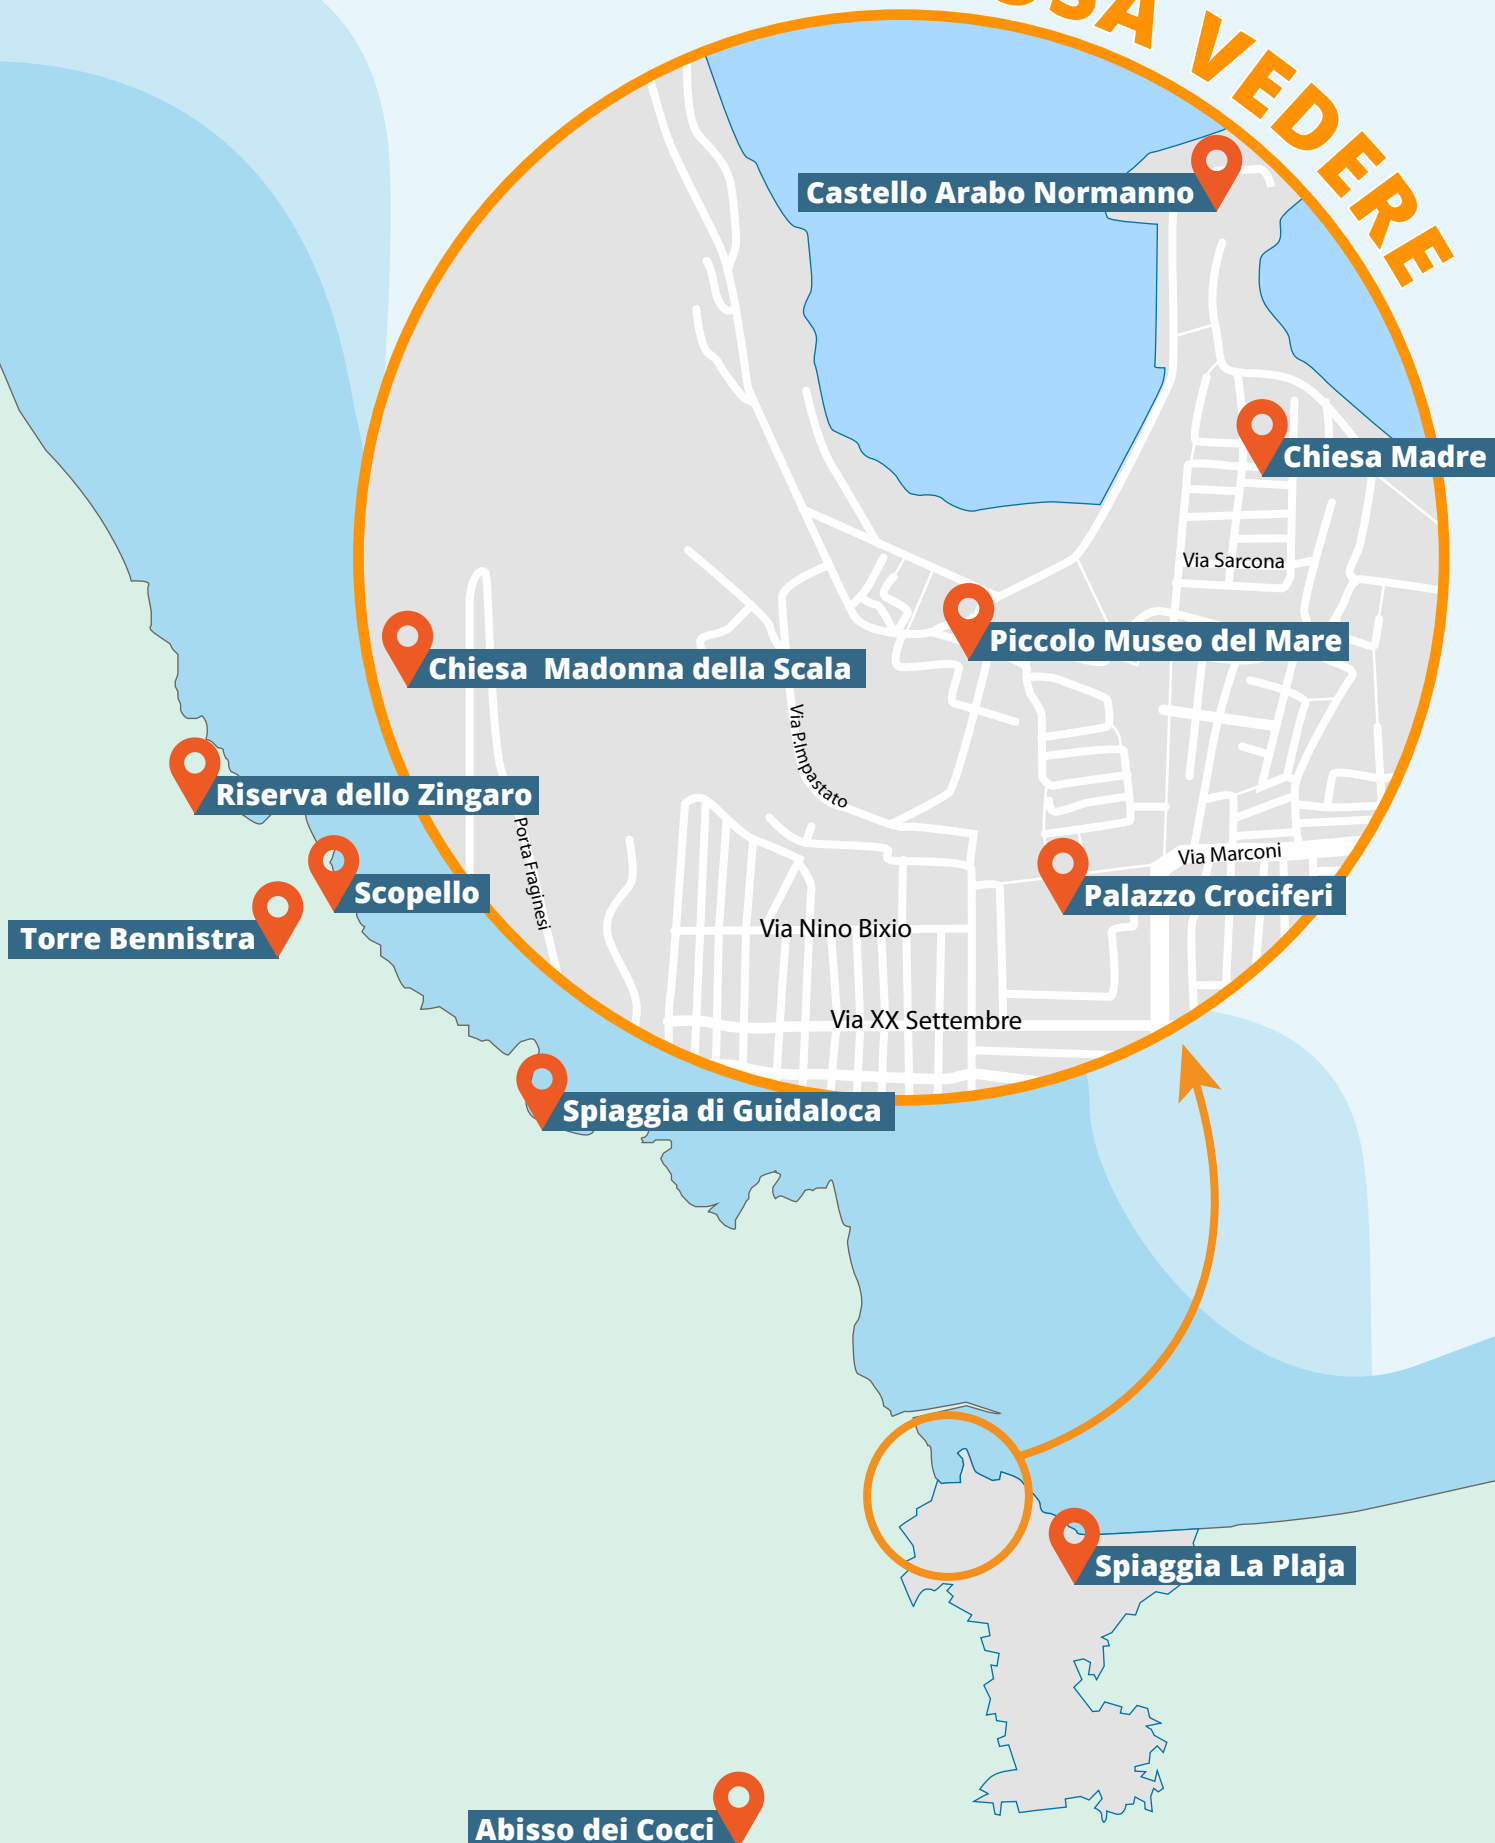 VEDERE
Castello Arabo Normanno
Chiesa Madre
Via Sarcona
Piccolo Museo del Mare
Chiesa  Madonna della Scala
Via P.Impastato
Riserva dello Zingaro
Porta Fraginesi
Via Marconi
Scopello
Palazzo Crociferi
Torre Bennistra
Via Nino Bixio
Via XX Settembre
Spiaggia di Guidaloca
Spiaggia La Plaja
Abisso dei Cocci